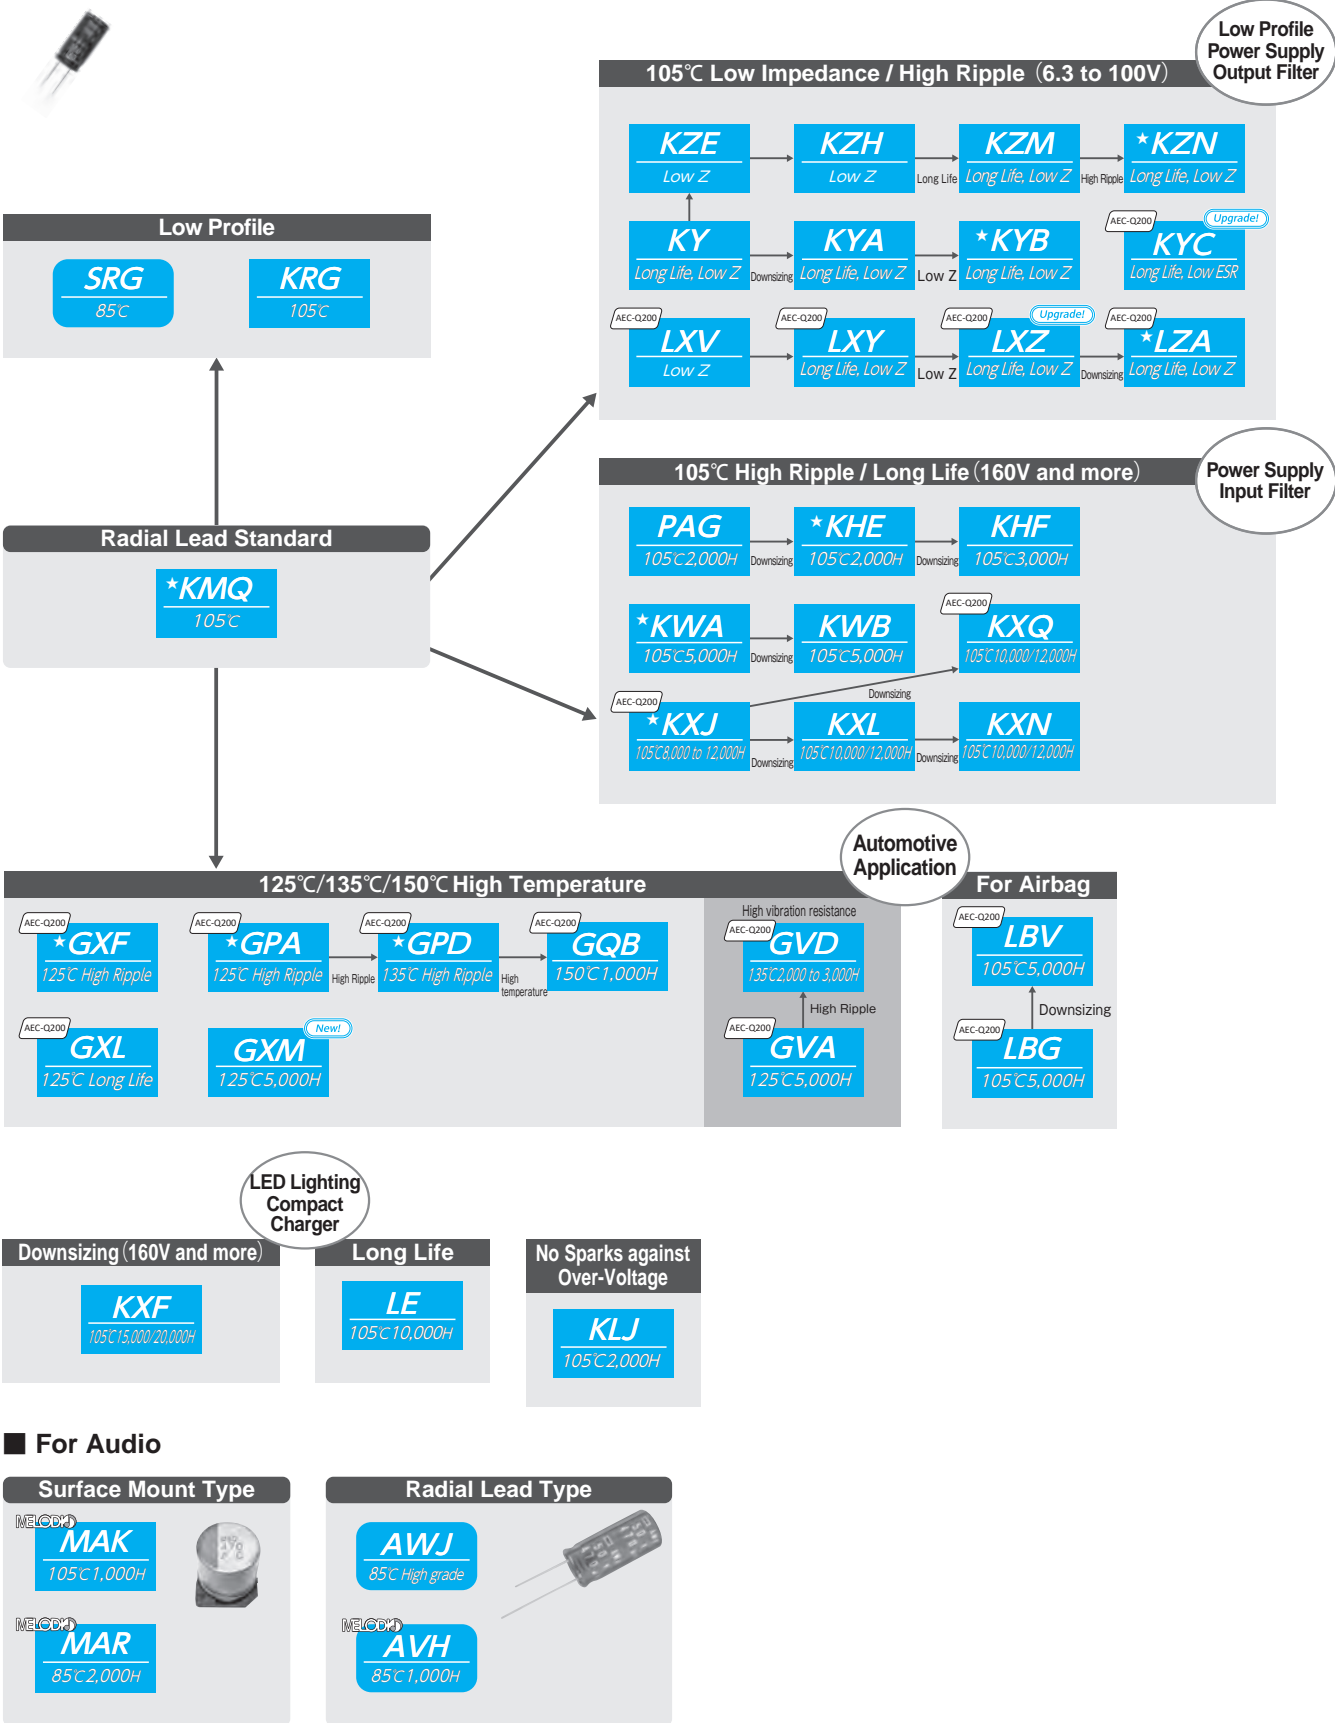 Low Profile
Power Supply
Output Filter
105℃ Low Impedance / High Ripple (6.3 to 100V)
KZE
Low Z
KZH
Low Z
Long Life
KZM
Long Life, Low Z
High Ripple
★KZN
Long Life, Low Z
KY
Long Life, Low Z
Downsizing
KYA
Long Life, Low Z
Low Z
★KYB
Long Life, Low Z
AEC-Q200
Upgrade!
KYC
Long Life, Low ESR
AEC-Q200
LXV
Low Z
AEC-Q200
LXY
Long Life, Low Z
Low Z
AEC-Q200
Upgrade!
LXZ
Long Life, Low Z
Downsizing
AEC-Q200
★LZA
Long Life, Low Z
Low Profile
SRG
85℃
KRG
105℃
Radial Lead Standard
★KMQ
105℃
Power Supply
Input Filter
105℃ High Ripple / Long Life (160V and more)
PAG
105℃2,000H
Downsizing
★KHE
105℃2,000H
Downsizing
KHF
105℃3,000H
★KWA
105℃5,000H
Downsizing
KWB
105℃5,000H
AEC-Q200
KXQ
105℃10,000/12,000H
Downsizing
AEC-Q200
★KXJ
105℃8,000 to 12,000H
Downsizing
KXL
105℃10,000/12,000H
Downsizing
KXN
105℃10,000/12,000H
Automotive
Application
125℃/135℃/150℃ High Temperature
AEC-Q200
★GXF
125℃ High Ripple
AEC-Q200
★GPA
125℃ High Ripple
High Ripple
AEC-Q200
★GPD
135℃ High Ripple
High
temperature
AEC-Q200
GQB
150℃1,000H
AEC-Q200
GXL
125℃ Long Life
New!
GXM
125℃5,000H
High vibration resistance
AEC-Q200
GVD
135℃2,000 to 3,000H
High Ripple
AEC-Q200
GVA
125℃5,000H
For Airbag
AEC-Q200
LBV
105℃5,000H
Downsizing
AEC-Q200
LBG
105℃5,000H
LED Lighting
Compact
Charger
Downsizing (160V and more)
KXF
105℃15,000/20,000H
Long Life
LE
105℃10,000H
No Sparks against
Over-Voltage
KLJ
105℃2,000H
■ For Audio
Surface Mount Type
MELODIO
MAK
105℃1,000H
MELODIO
MAR
85℃2,000H
Radial Lead Type
AWJ
85℃ High grade
MELODIO
AVH
85℃1,000H